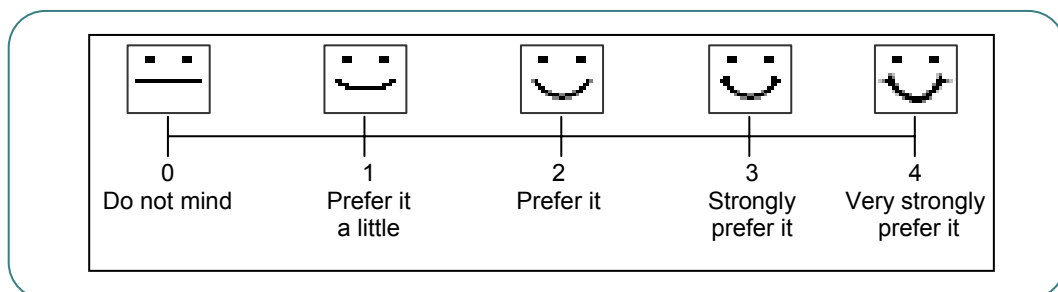 0 1 2 3 4
Do not mind Prefer it Prefer it Strongly Very strongly
a little prefer it prefer it